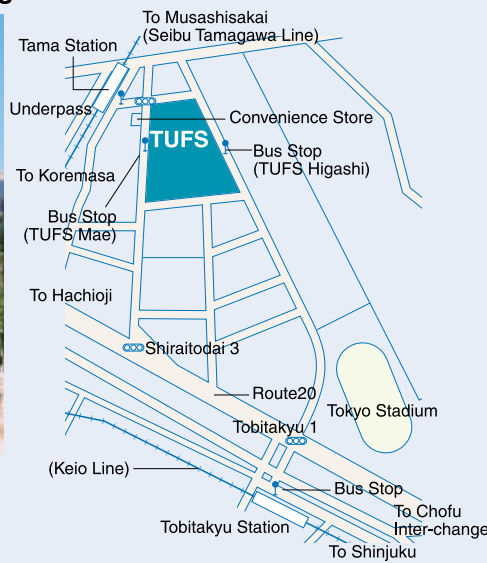 To Musashisakai
(Seibu Tamagawa Line)
Tama Station
Underpass
Convenience Store
TUFS
Bus Stop
(TUFS Higashi)
To Koremasa
Bus Stop
(TUFS Mae)
To Hachioji
Shiraitodai 3
Route20
Tokyo Stadium
Tobitakyu 1
(Keio Line)
Bus Stop
To Chofu
Inter-change
Tobitakyu Station
To Shinjuku